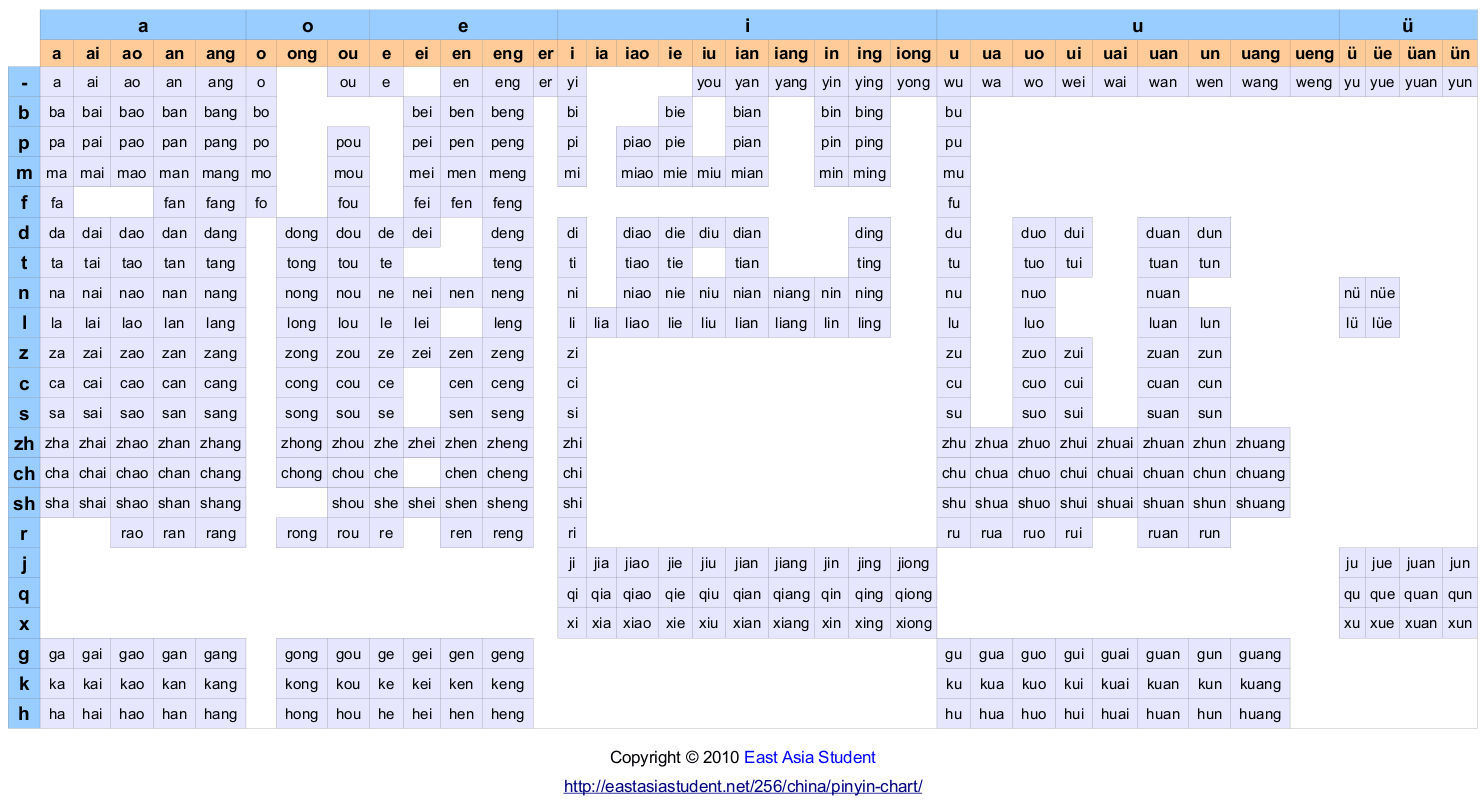 a o e i u ü
a ai ao an ang o ong ou e ei en eng er i ia iao ie iu ian iang in ing iong u ua uo ui uai uan un uang ueng ü üe üan ün
- a ai ao an ang o ou e en eng er yi you yan yang yin ying yong wu wa wo wei wai wan wen wang weng yu yue yuan yun
b ba bai bao ban bang bo bei ben beng bi bie bian bin bing bu
p pa pai pao pan pang po pou pei pen peng pi piao pie pian pin ping pu
m ma mai mao man mang mo mou mei men meng mi miao mie miu mian min ming mu
f fa fan fang fo fou fei fen feng fu
d da dai dao dan dang dong dou de dei deng di diao die diu dian ding du duo dui duan dun
t ta tai tao tan tang tong tou te teng ti tiao tie tian ting tu tuo tui tuan tun
n na nai nao nan nang nong nou ne nei nen neng ni niao nie niu nian niang nin ning nu nuo nuan nü nüe
l la lai lao lan lang long lou le lei leng li lia liao lie liu lian liang lin ling lu luo luan lun lü lüe
z za zai zao zan zang zong zou ze zei zen zeng zi zu zuo zui zuan zun
c ca cai cao can cang cong cou ce cen ceng ci cu cuo cui cuan cun
s sa sai sao san sang song sou se sen seng si su suo sui suan sun
zh zha zhai zhao zhan zhang zhong zhou zhe zhei zhen zheng zhi zhu zhua zhuo zhui zhuai zhuan zhun zhuang
ch cha chai chao chan chang chong chou che chen cheng chi chu chua chuo chui chuai chuan chun chuang
sh sha shai shao shan shang shou she shei shen sheng shi shu shua shuo shui shuai shuan shun shuang
r rao ran rang rong rou re ren reng ri ru rua ruo rui ruan run
j ji jia jiao jie jiu jian jiang jin jing jiong ju jue juan jun
q qi qia qiao qie qiu qian qiang qin qing qiong qu que quan qun
x xi xia xiao xie xiu xian xiang xin xing xiong xu xue xuan xun
g ga gai gao gan gang gong gou ge gei gen geng gu gua guo gui guai guan gun guang
k ka kai kao kan kang kong kou ke kei ken keng ku kua kuo kui kuai kuan kun kuang
h ha hai hao han hang hong hou he hei hen heng hu hua huo hui huai huan hun huang
Copyright © 2010 East Asia Student
http://eastasiastudent.net/256/china/pinyin-chart/